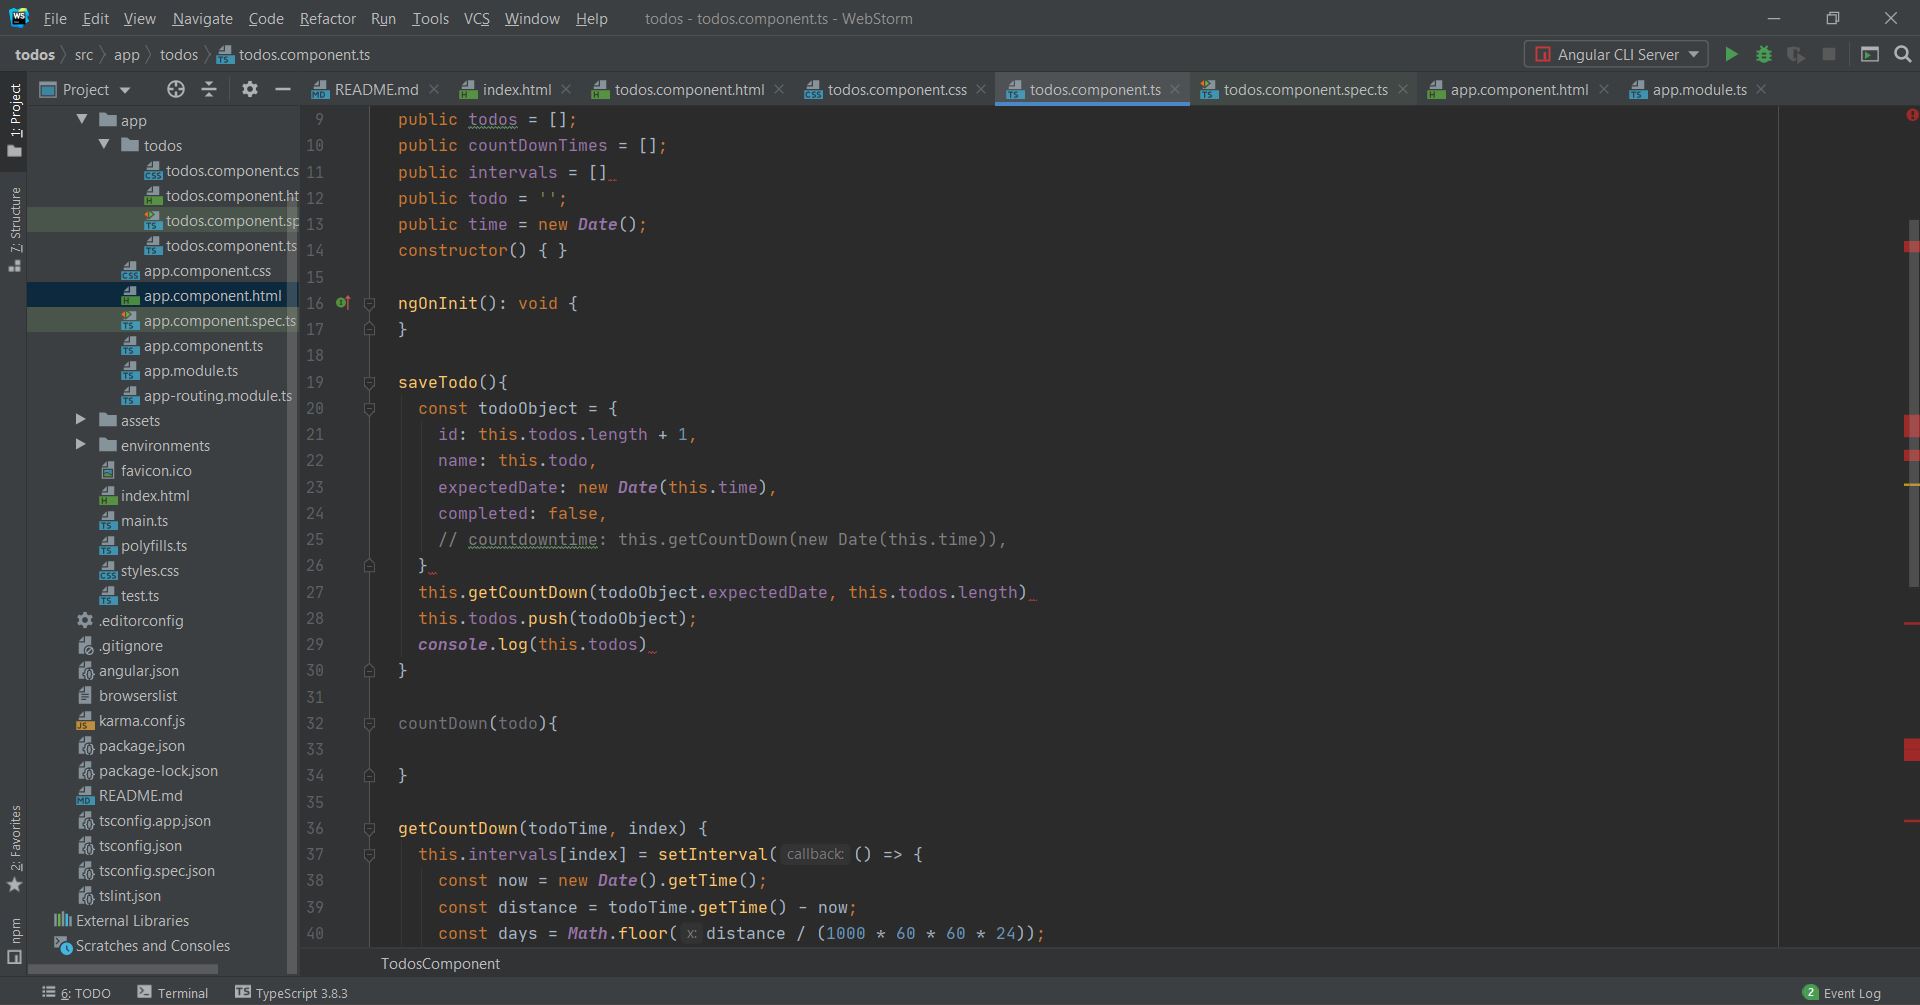 WS File Edit View Navigate Code Refactor Run Tools VCS Window Help todos - todos.component.ts - WebStorm
todos src app todos todos.component.ts Angular CLI Server
Project README.md index.html todos.component.html todos.component.css todos.component.ts todos.component.spec.ts app.component.html app.module.ts
1: Project
7: Structure
2: Favorites
npm
app
todos
todos.component.cs
todos.component.ht
todos.component.sp
todos.component.ts
app.component.css
app.component.html
app.component.spec.ts
app.component.ts
app.module.ts
app-routing.module.ts
assets
environments
favicon.ico
index.html
main.ts
polyfills.ts
styles.css
test.ts
.editorconfig
.gitignore
angular.json
browserslist
karma.conf.js
package.json
package-lock.json
README.md
tsconfig.app.json
tsconfig.json
tsconfig.spec.json
tslint.json
External Libraries
Scratches and Consoles
9 public todos = [];
10 public countDownTimes = [];
11 public intervals = []
12 public todo = '';
13 public time = new Date();
14 constructor() { }
15
16 ngOnInit(): void {
17 }
18
19 saveTodo(){
20 const todoObject = {
21 id: this.todos.length + 1,
22 name: this.todo,
23 expectedDate: new Date(this.time),
24 completed: false,
25 // countdowntime: this.getCountDown(new Date(this.time)),
26 }
27 this.getCountDown(todoObject.expectedDate, this.todos.length)
28 this.todos.push(todoObject);
29 console.log(this.todos)
30 }
31
32 countDown(todo){
33
34 }
35
36 getCountDown(todoTime, index) {
37 this.intervals[index] = setInterval( callback: () => {
38 const now = new Date().getTime();
39 const distance = todoTime.getTime() - now;
40 const days = Math.floor( x: distance / (1000 * 60 * 60 * 24));
TodosComponent
6: TODO Terminal TS TypeScript 3.8.3 2 Event Log